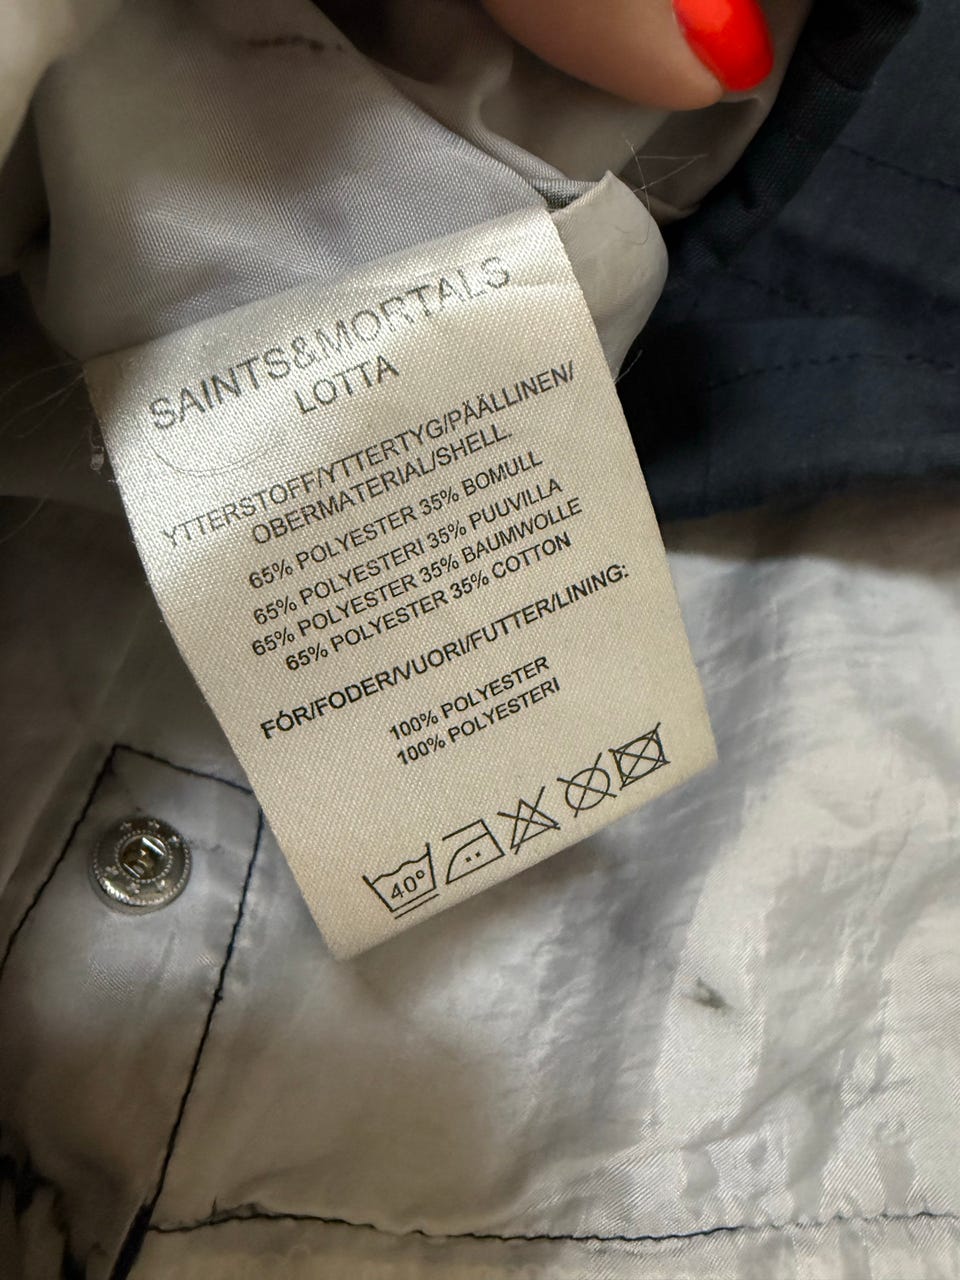 SAINTS&MORTALS
LOTTA
YTTERSTOFF/YTTERTYG/PÄÄLLINEN/
OBERMATERIAL/SHELL.
65% POLYESTER 35% BOMULL
65% POLYESTERI 35% PUUVILLA
65% POLYESTER 35% BAUMWOLLE
65% POLYESTER 35% COTTON
FÓR/FODER/VUORI/FUTTER/LINING:
100% POLYESTER
100% POLYESTERI
40°